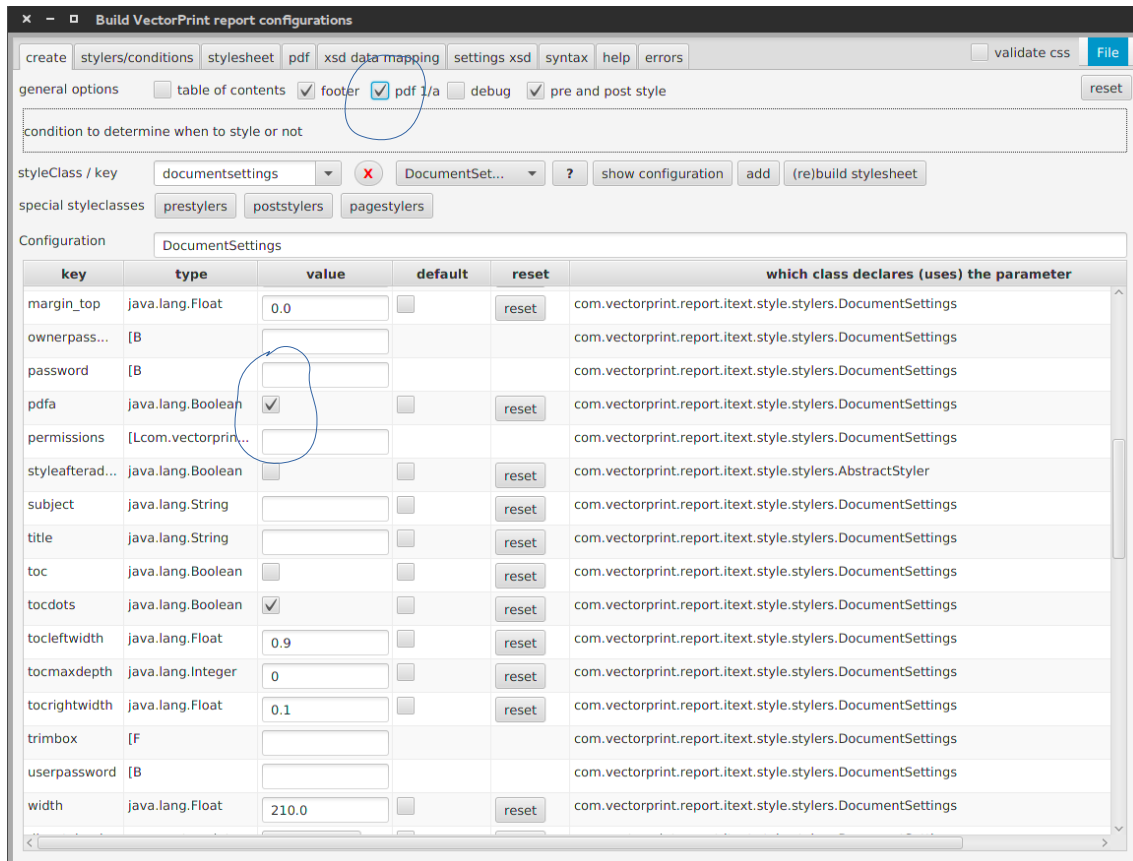 Build VectorPrint report configurations
create stylers/conditions stylesheet pdf xsd data mapping settings xsd syntax help errors validate css File
general options table of contents footer pdf 1/a debug pre and post style reset
condition to determine when to style or not
styleClass / key documentsettings X DocumentSet... ? show configuration add (re)build stylesheet
special styleclasses prestylers poststylers pagestylers
Configuration DocumentSettings
key type value default reset which class declares (uses) the parameter
margin_top java.lang.Float 0.0 reset com.vectorprint.report.itext.style.stylers.DocumentSettings
ownerpass... [B com.vectorprint.report.itext.style.stylers.DocumentSettings
password [B com.vectorprint.report.itext.style.stylers.DocumentSettings
pdfa java.lang.Boolean reset com.vectorprint.report.itext.style.stylers.DocumentSettings
permissions [Lcom.vectorprin... com.vectorprint.report.itext.style.stylers.DocumentSettings
styleafterad... java.lang.Boolean reset com.vectorprint.report.itext.style.stylers.AbstractStyler
subject java.lang.String reset com.vectorprint.report.itext.style.stylers.DocumentSettings
title java.lang.String reset com.vectorprint.report.itext.style.stylers.DocumentSettings
toc java.lang.Boolean reset com.vectorprint.report.itext.style.stylers.DocumentSettings
tocdots java.lang.Boolean reset com.vectorprint.report.itext.style.stylers.DocumentSettings
tocleftwidth java.lang.Float 0.9 reset com.vectorprint.report.itext.style.stylers.DocumentSettings
tocmaxdepth java.lang.Integer 0 reset com.vectorprint.report.itext.style.stylers.DocumentSettings
tocrightwidth java.lang.Float 0.1 reset com.vectorprint.report.itext.style.stylers.DocumentSettings
trimbox [F com.vectorprint.report.itext.style.stylers.DocumentSettings
userpassword [B com.vectorprint.report.itext.style.stylers.DocumentSettings
width java.lang.Float 210.0 reset com.vectorprint.report.itext.style.stylers.DocumentSettings